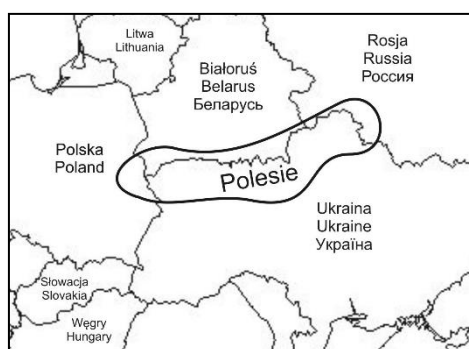 Litwa
Lithuania
Rosja
Russia
Россия
Białoruś
Belarus
Беларусь
Polska
Poland
Polesie
Ukraina
Ukraine
Україна
Słowacja
Slovakia
Węgry
Hungary